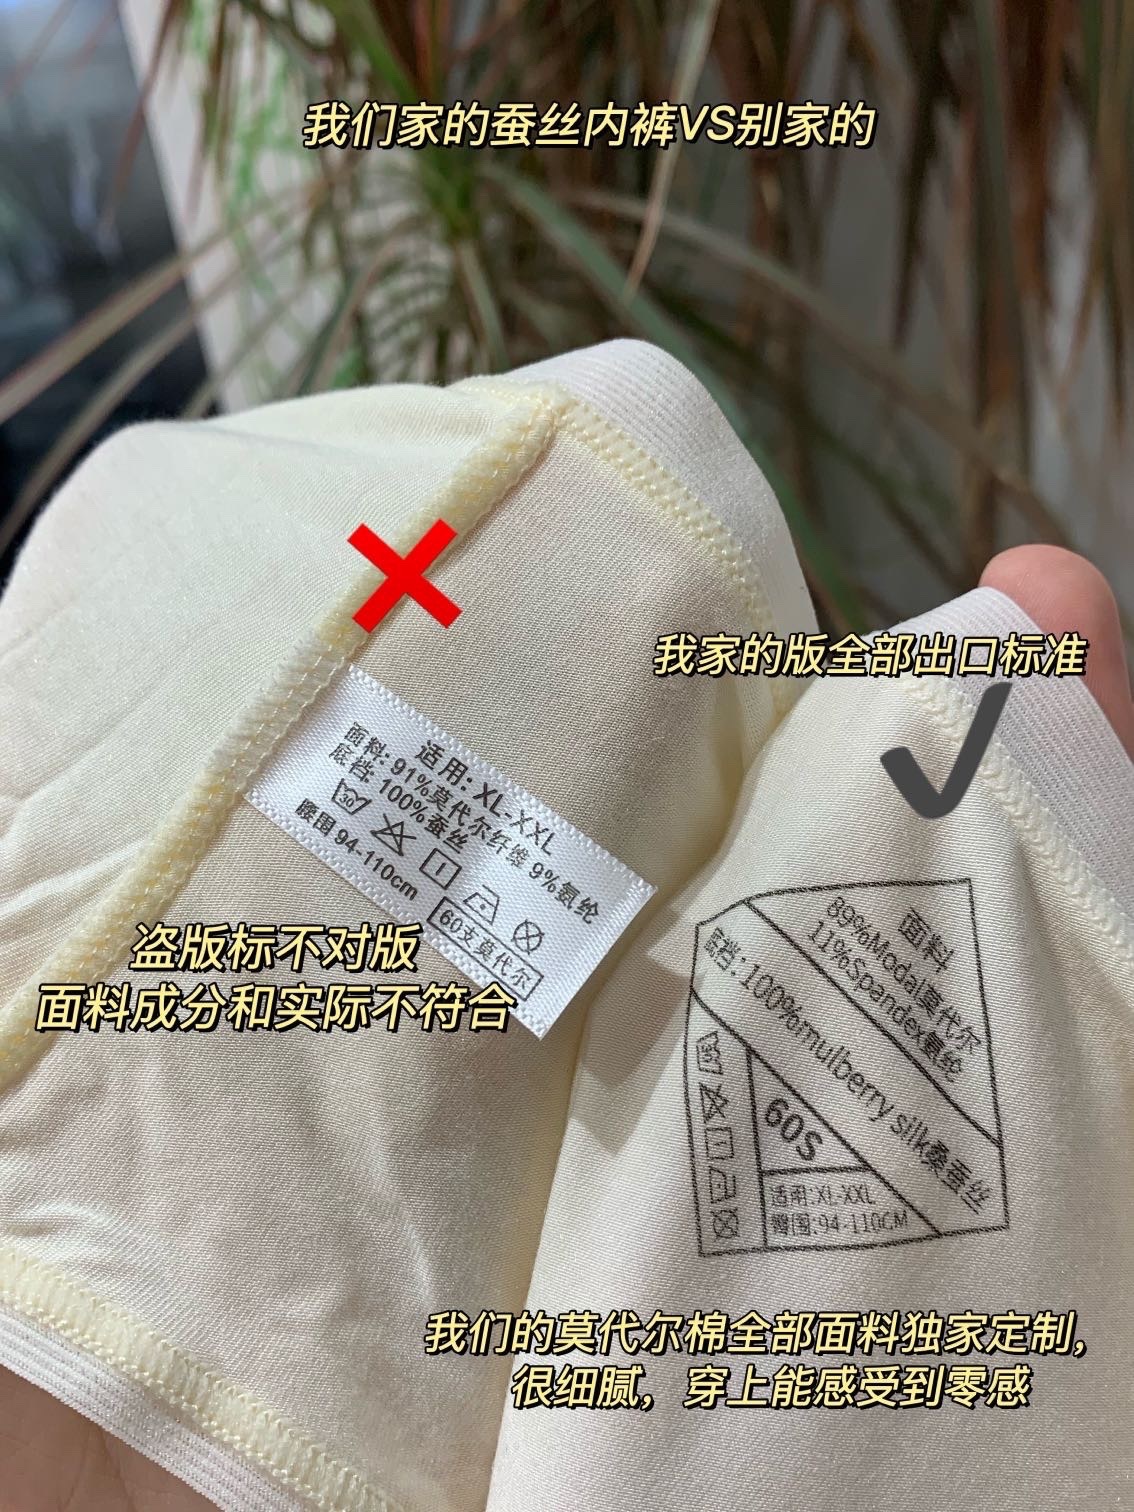 我们家的蚕丝内裤VS别家的
我家的版全部出口标准
适用: XL-XXL
面料: 91%莫代尔纤维 9%氨纶
底裆: 100%蚕丝
30
腰围 94-110cm
60支莫代尔
盗版标不对版
面料成分和实际不符合
面料
89%Modal莫代尔
11%Spandex氨纶
底裆: 100%mulberry silk桑蚕丝
60S
适用:XL-XXL
:94-110CM
我们的莫代尔棉全部面料独家定制,
很细腻，穿上能感受到零感